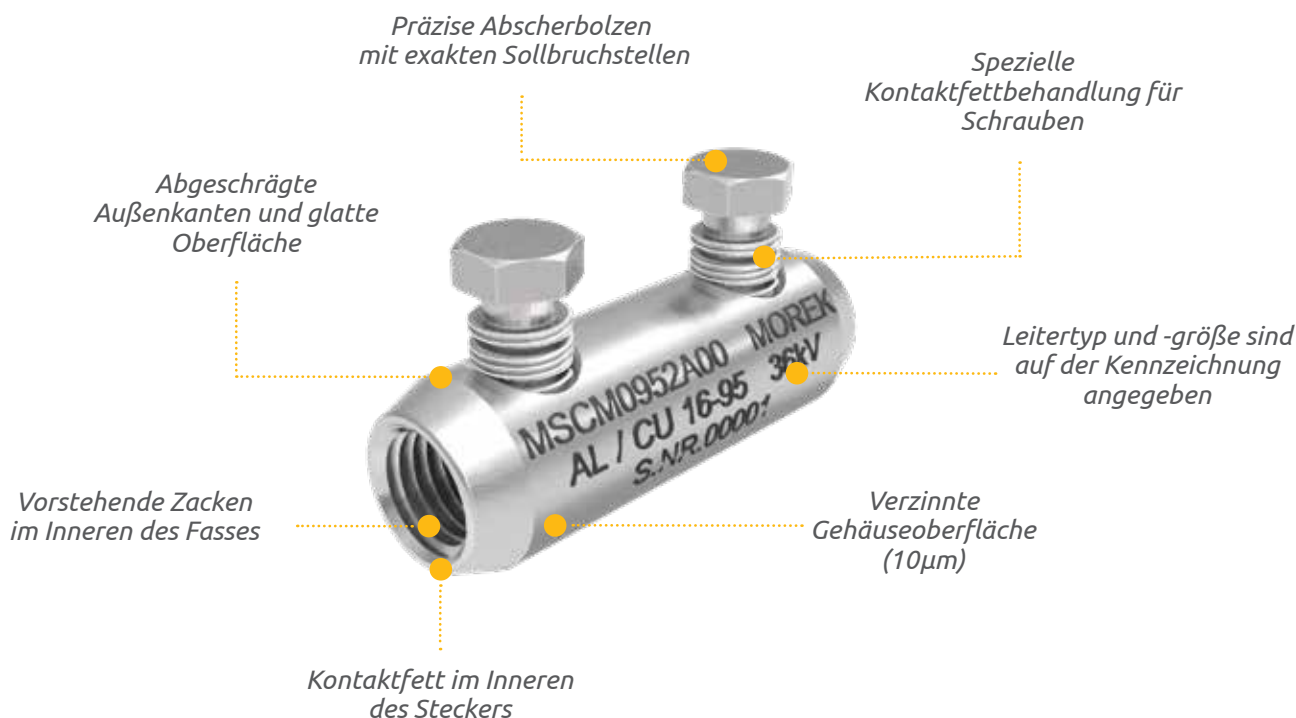 Präzise Abscherbolzen
mit exakten Sollbruchstellen
Spezielle
Kontaktfettbehandlung für
Schrauben
Abgeschrägte
Außenkanten und glatte
Oberfläche
MSCM0952A00 MOREK
AL / CU 16-95 36kV
S.NR.00001
Leitertyp und -größe sind
auf der Kennzeichnung
angegeben
Vorstehende Zacken
im Inneren des Fasses
Verzinnte
Gehäuseoberfläche
(10µm)
Kontaktfett im Inneren
des Steckers